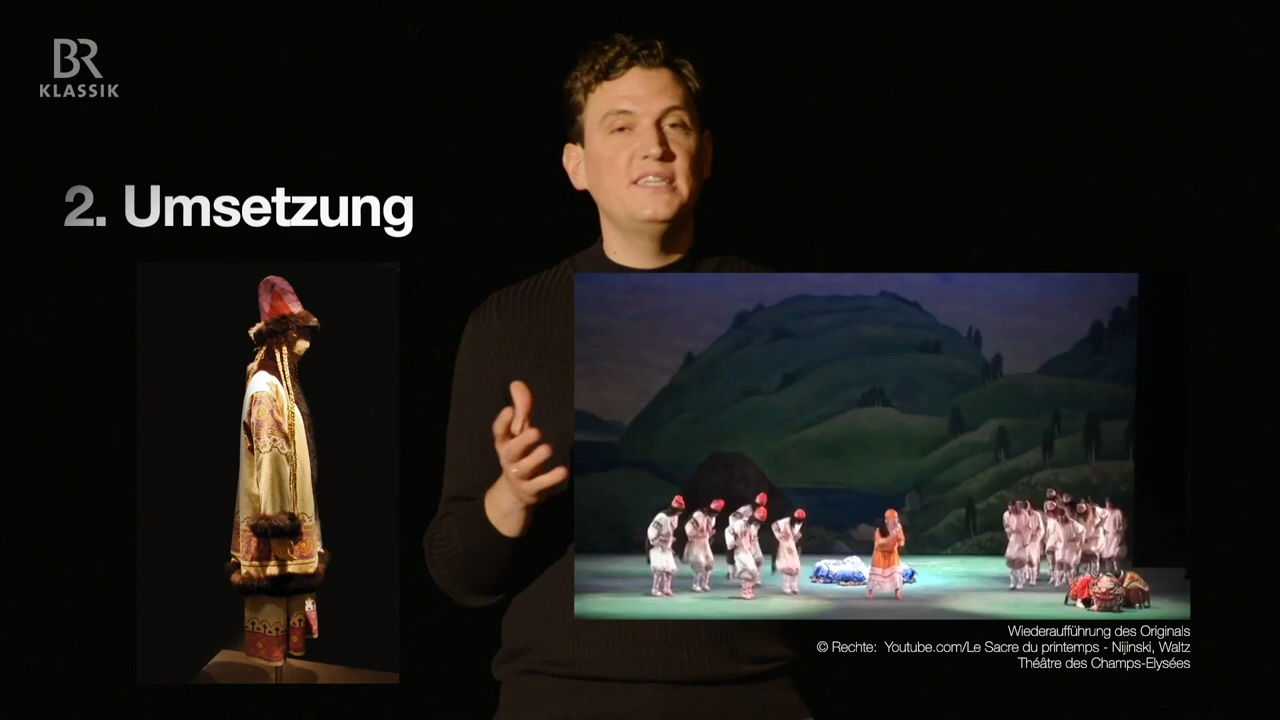 BR
KLASSIK
2. Umsetzung
Wiederaufführung des Originals
© Rechte: Youtube.com/Le Sacre du printemps - Nijinski, Waltz
Théâtre des Champs-Elysées